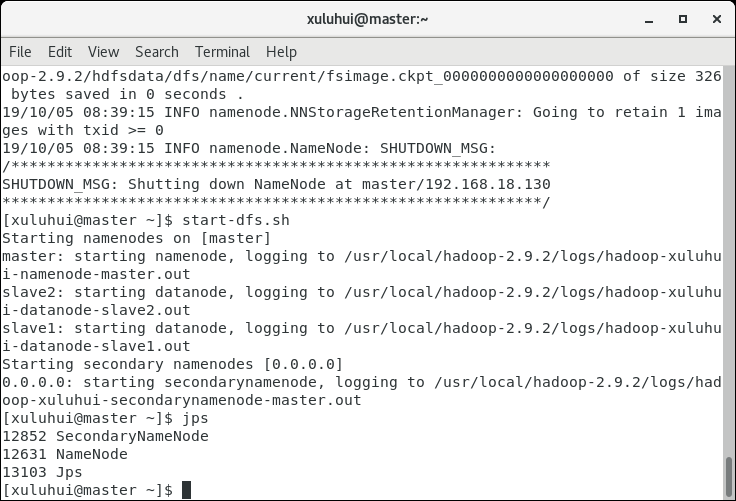 xuluhui@master:~
File Edit View Search Terminal Help
oop-2.9.2/hdfsdata/dfs/name/current/fsimage.ckpt_0000000000000000000 of size 326
 bytes saved in 0 seconds .
19/10/05 08:39:15 INFO namenode.NNStorageRetentionManager: Going to retain 1 ima
ges with txid >= 0
19/10/05 08:39:15 INFO namenode.NameNode: SHUTDOWN_MSG:
/************************************************************
SHUTDOWN_MSG: Shutting down NameNode at master/192.168.18.130
************************************************************/
[xuluhui@master ~]$ start-dfs.sh
Starting namenodes on [master]
master: starting namenode, logging to /usr/local/hadoop-2.9.2/logs/hadoop-xuluhu
i-namenode-master.out
slave2: starting datanode, logging to /usr/local/hadoop-2.9.2/logs/hadoop-xuluhu
i-datanode-slave2.out
slave1: starting datanode, logging to /usr/local/hadoop-2.9.2/logs/hadoop-xuluhu
i-datanode-slave1.out
Starting secondary namenodes [0.0.0.0]
0.0.0.0: starting secondarynamenode, logging to /usr/local/hadoop-2.9.2/logs/had
oop-xuluhui-secondarynamenode-master.out
[xuluhui@master ~]$ jps
12852 SecondaryNameNode
12631 NameNode
13103 Jps
[xuluhui@master ~]$